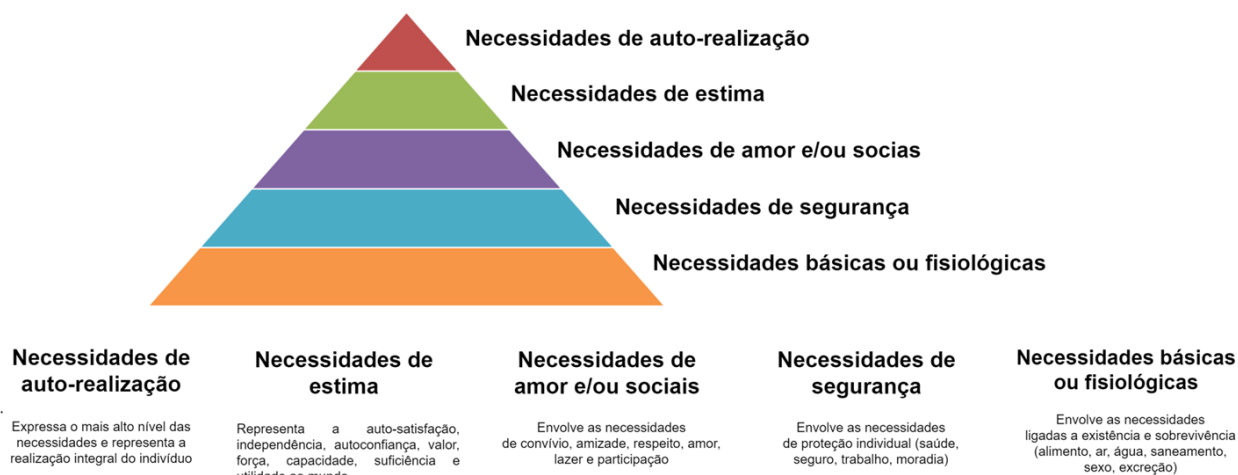 Necessidades de auto-realização
Necessidades de estima
Necessidades de amor e/ou socias
Necessidades de segurança
Necessidades básicas ou fisiológicas
Necessidades de
auto-realização
Expressa o mais alto nível das
necessidades e representa a
realização integral do indivíduo
Necessidades de
estima
Representa a auto-satisfação,
independência, autoconfiança, valor,
força, capacidade, suficiência e
utilidade ao mundo
Necessidades de
amor e/ou sociais
Envolve as necessidades
de convívio, amizade, respeito, amor,
lazer e participação
Necessidades de
segurança
Envolve as necessidades
de proteção individual (saúde,
seguro, trabalho, moradia)
Necessidades básicas
ou fisiológicas
Envolve as necessidades
ligadas a existência e sobrevivência
(alimento, ar, água, saneamento,
sexo, excreção)